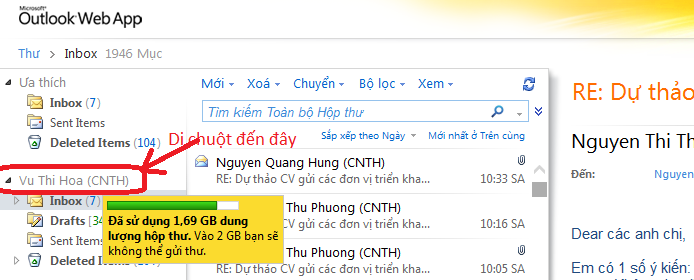 Microsoft®
Outlook Web App
Thư > Inbox 1946 Mục
Ưa thích
Inbox (7)
Sent Items
Deleted Items (104)
Vu Thi Hoa (CNTH)
Inbox (7)
Drafts [34
Sent Items
Deleted Items
Di chuột đến đây
Đã sử dụng 1,69 GB dung
lượng hộp thư. Vào 2 GB bạn sẽ
không thể gửi thư.
Mới Xoá Chuyển Bộ lọc Xem
Tìm kiếm Toàn bộ Hộp thư
Sắp xếp theo Ngày Mới nhất ở Trên cùng
Nguyen Quang Hung (CNTH)
RE: Dự thảo CV gửi các đơn vị triển kha... 10:33 SA
Thu Phuong (CNTH)
10:16 SA
Thu Phuong (CNTH)
RE: Dự thảo CV gửi các đơn vị triển kha... 10:05 SA
RE: Dự thảo
Nguyen Thi Th
Đến: Nguyen
Dear các anh chị,
Em có 1 số ý kiến: